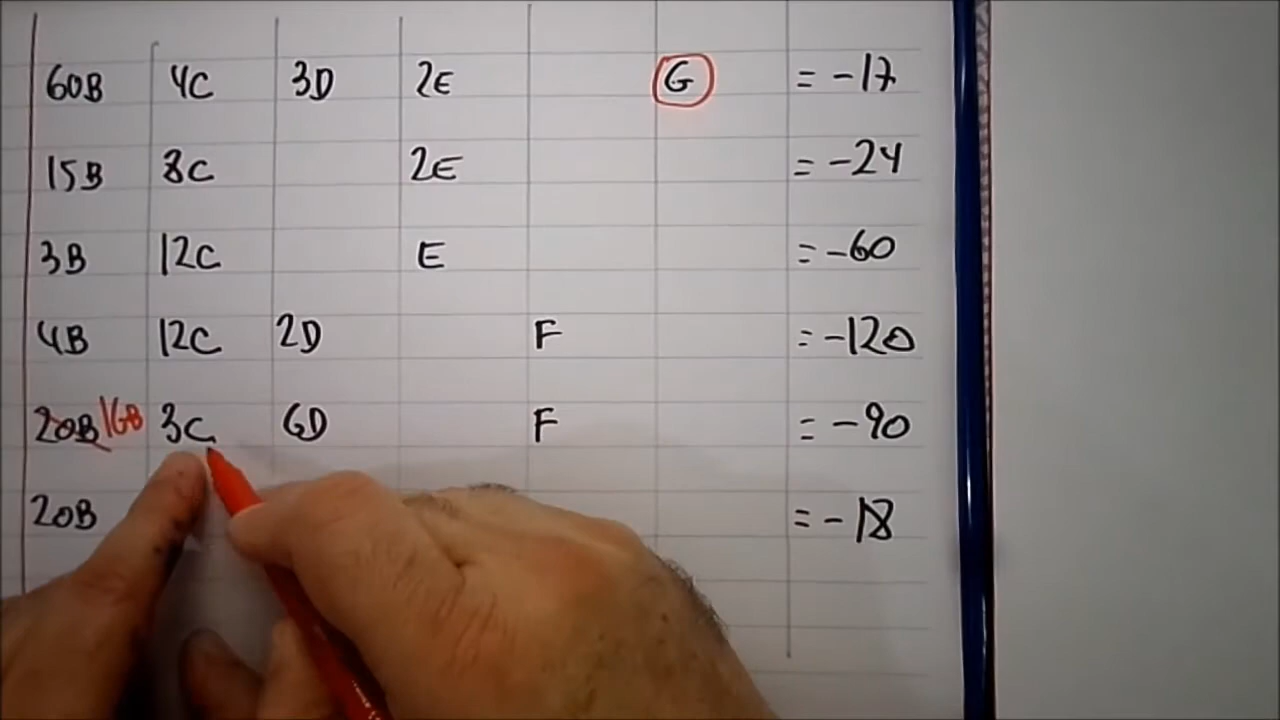 60B 4C 3D 2E G = -17
15B 8C 2E = -24
3B 12C E = -60
4B 12C 2D F = -120
20B 16B 3C 6D F = -90
20B = -18